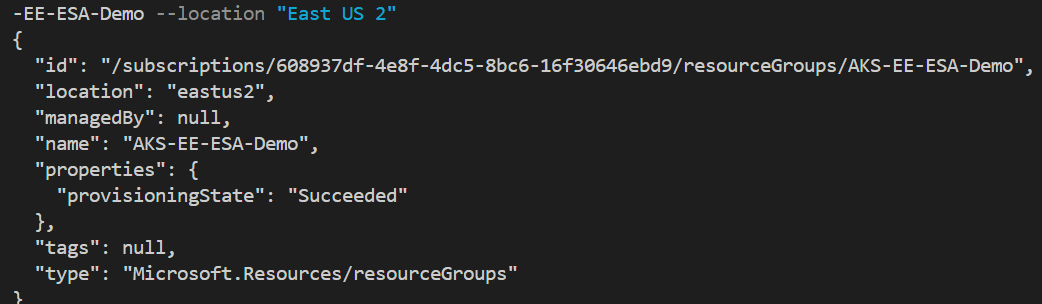 -EE-ESA-Demo --location "East US 2"
{
  "id": "/subscriptions/608937df-4e8f-4dc5-8bc6-16f30646ebd9/resourceGroups/AKS-EE-ESA-Demo",
  "location": "eastus2",
  "managedBy": null,
  "name": "AKS-EE-ESA-Demo",
  "properties": {
    "provisioningState": "Succeeded"
  },
  "tags": null,
  "type": "Microsoft.Resources/resourceGroups"
}